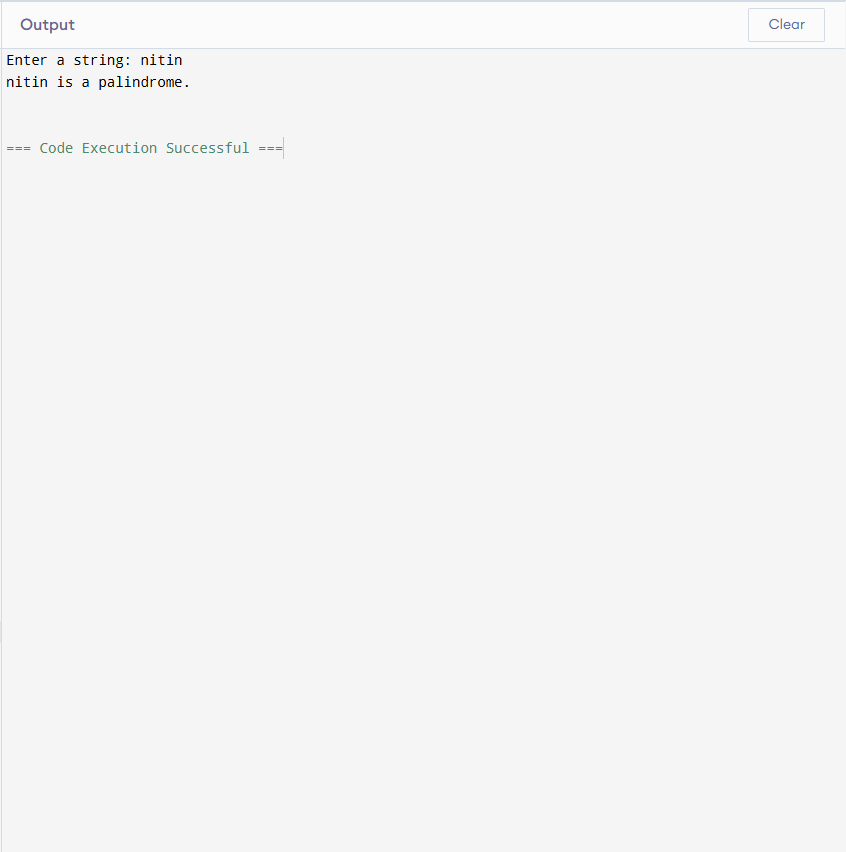 Output
Clear
Enter a string: nitin
nitin is a palindrome.
=== Code Execution Successful ===